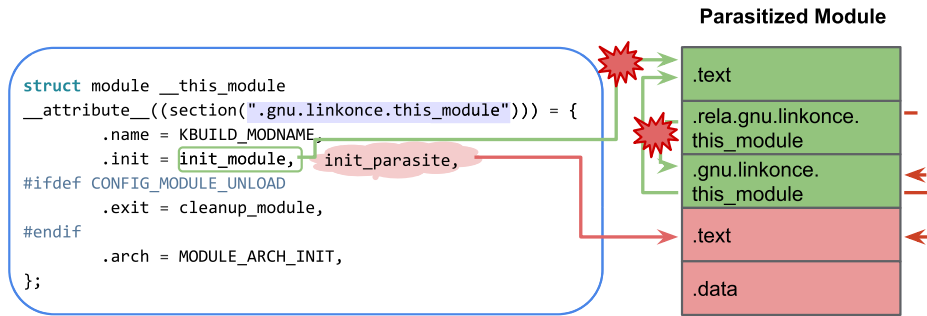 Parasitized Module
struct module __this_module
__attribute__((section(".gnu.linkonce.this_module"))) = {
.name = KBUILD_MODNAME,
.init = init_module, init_parasite,
#ifdef CONFIG_MODULE_UNLOAD
.exit = cleanup_module,
#endif
.arch = MODULE_ARCH_INIT,
};
.text
.rela.gnu.linkonce.
this_module
.gnu.linkonce.
this_module
.text
.data